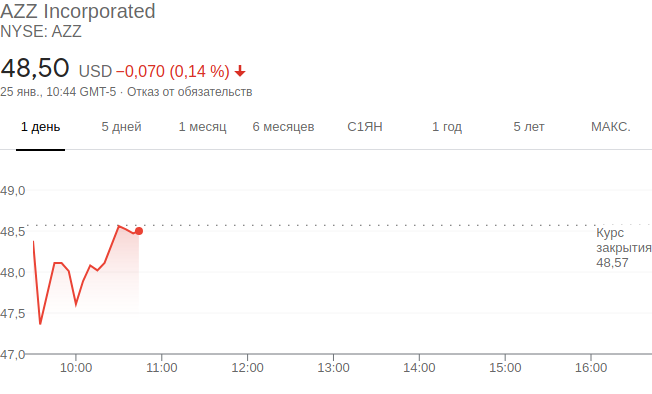 AZZ Incorporated
NYSE: AZZ
48,50 USD −0,070 (0,14 %)
25 янв., 10:44 GMT-5 · Отказ от обязательств
1 день 5 дней 1 месяц 6 месяцев С1ЯН 1 год 5 лет МАКС.
49,0
48,5
Курс
закрытия
48,57
48,0
47,5
47,0
10:00 11:00 12:00 13:00 14:00 15:00 16:00